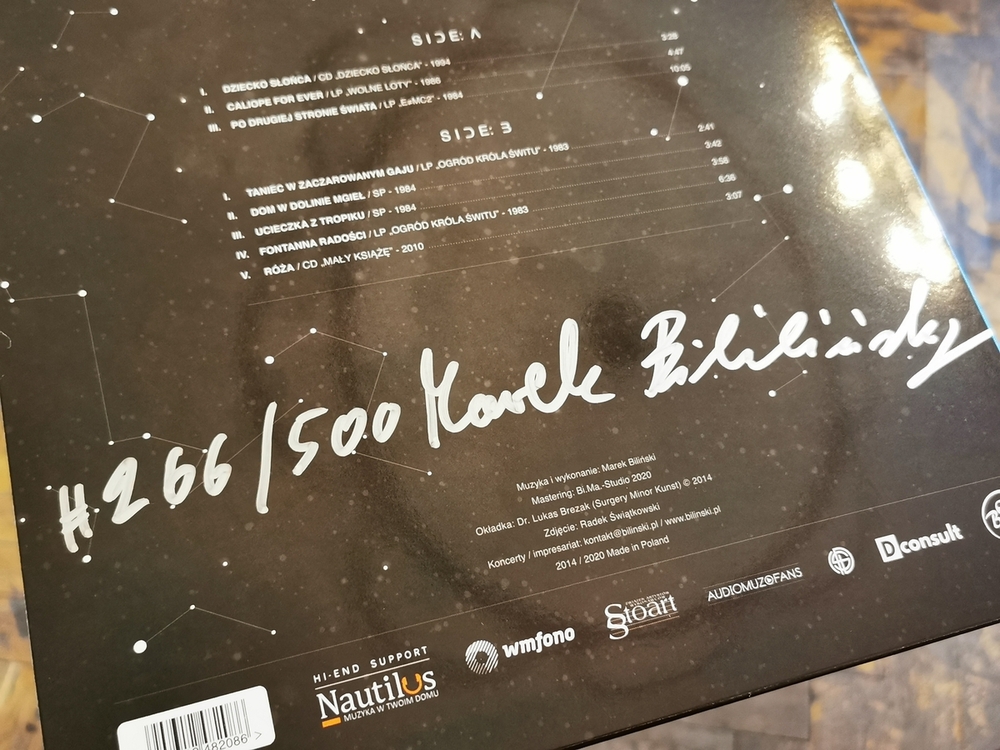 SIDE: A
I. DZIECKO SŁOŃCA / CD „DZIECKO SŁOŃCA" - 1994 3:28
II. CALIOPE FOR EVER / LP „WOLNE LOTY" - 1986 4:47
III. PO DRUGIEJ STRONIE ŚWIATA / LP „E≠MC2" - 1984 10:05
SIDE: B
I. TANIEC W ZACZAROWANYM GAJU / LP „OGRÓD KRÓLA ŚWITU" - 1983 2:41
II. DOM W DOLINIE MGIEŁ / SP - 1984 3:42
III. UCIECZKA Z TROPIKU / SP - 1984 3:58
IV. FONTANNA RADOŚCI / LP „OGRÓD KRÓLA ŚWITU" - 1983 6:35
V. RÓŻA / CD „MAŁY KSIĄŻĘ" - 2010 3:07
#266/500 Marek Biliński
Muzyka i wykonanie: Marek Biliński
Mastering: Bi.Ma.-Studio 2020
Okładka: Dr. Lukas Brezak (Surgery Minor Kunst) © 2014
Zdjęcie: Radek Świątkowski
Koncerty / impresariat: kontakt@bilinski.pl / www.bilinski.pl
2014 / 2020 Made in Poland
HI-END SUPPORT
Nautilus
MUZYKA W TWOIM DOMU
wmfono
Stoart
AUDIOMUZOFANS
Dconsult
482086 >